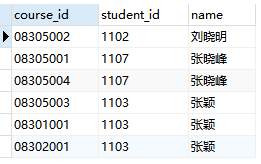 course_id student_id name
08305002 1102 刘晓明
08305001 1107 张晓峰
08305004 1107 张晓峰
08305003 1103 张颖
08301001 1103 张颖
08302001 1103 张颖